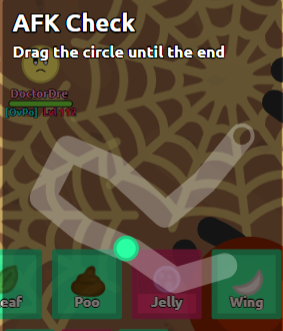 AFK Check
Drag the circle until the end
DoctorDre
eaf
Poo
Jelly
Wing